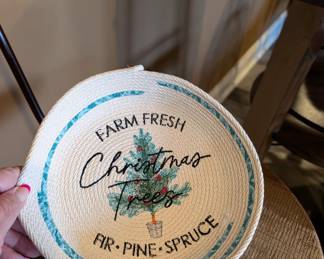 FARM FRESH
Christmas
Trees
FIR • PINE • SPRUCE